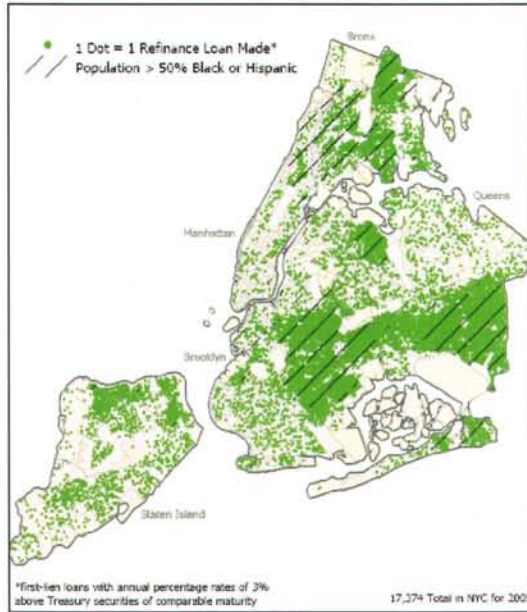 Bronx
1 Dot = 1 Refinance Loan Made*
Population > 50% Black or Hispanic
Queens
Manhattan
Brooklyn
Staten Island
*first-lien loans with annual percentage rates of 3%
above Treasury securities of comparable maturity
17,374 Total in NYC for